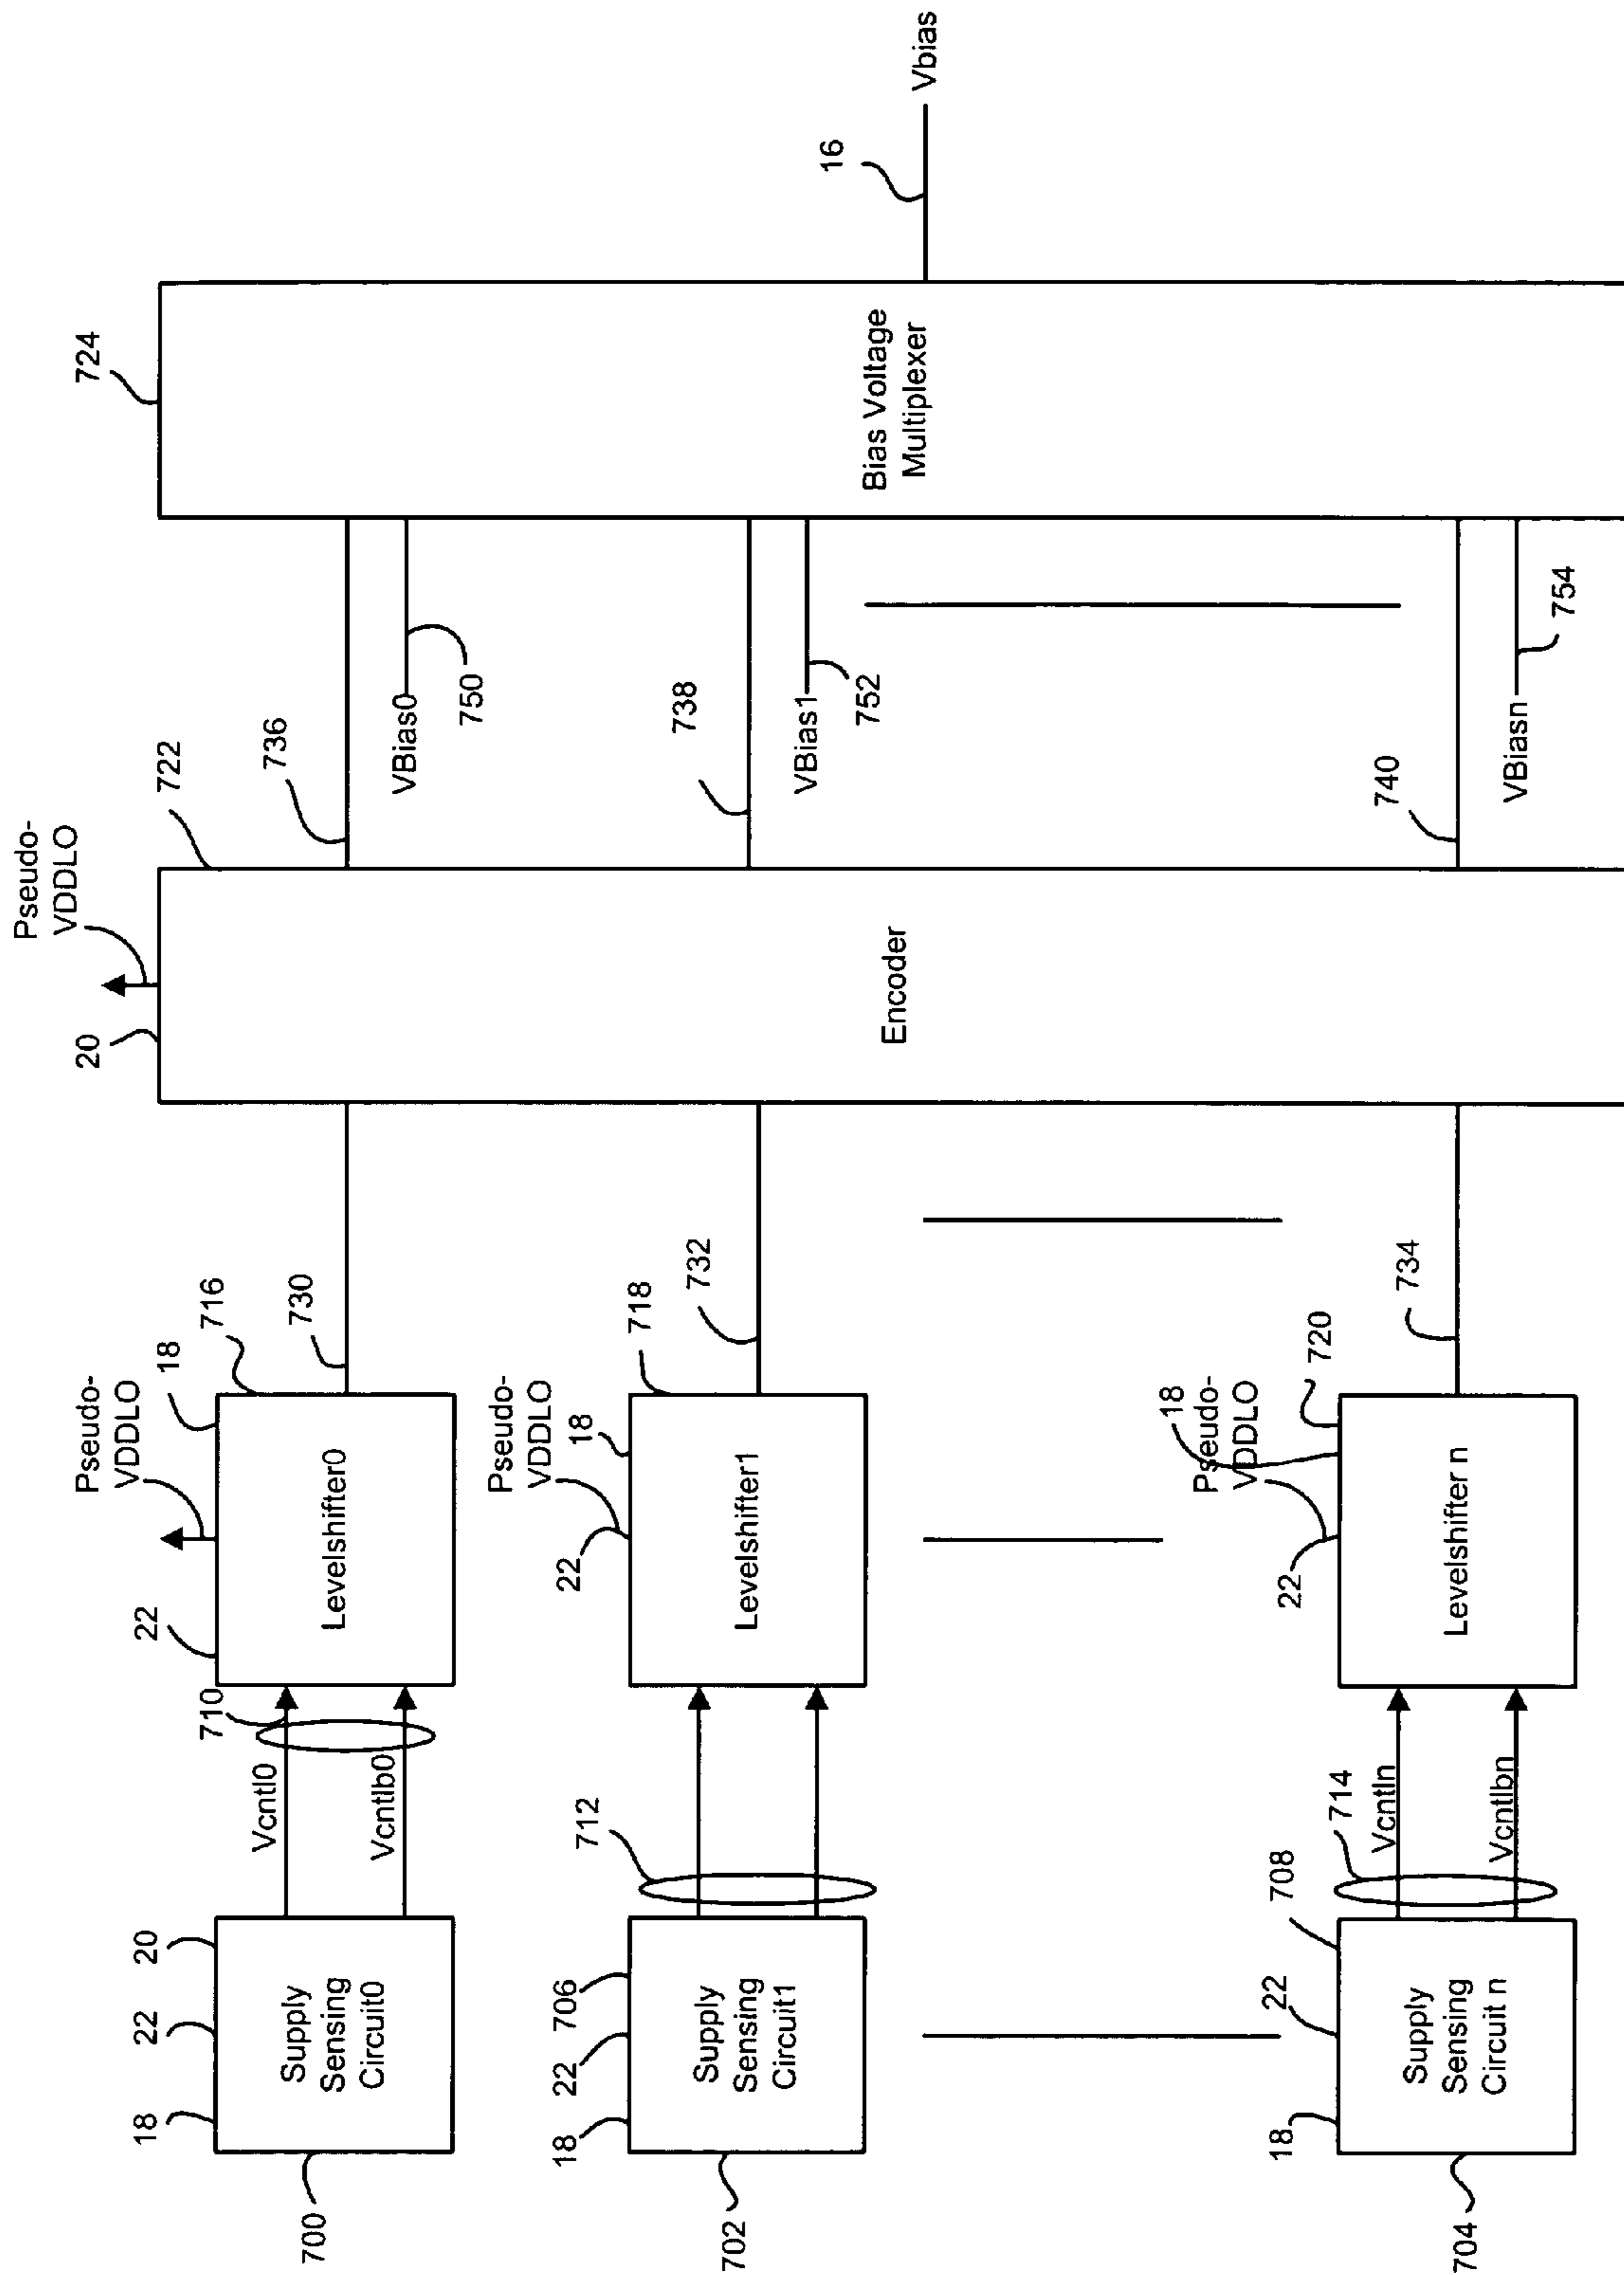 Pseudo-
VDDLO
20
722
724
Pseudo-
VDDLO
18
716
22
730
736
20
22
18
700
Supply
Sensing
Circuit0
Vcntl0
Vcntlb0
710
Levelshifter0
VBias0
750
Pseudo-
VDDLO
18
718
22
732
738
706
22
18
702
Supply
Sensing
Circuit1
712
Levelshifter1
VBias1
752
Encoder
Bias Voltage
Multiplexer
16
Vbias
18
Pseudo-
VDDLO
720
22
734
740
708
22
18
704
Supply
Sensing
Circuit n
714
Vcntln
Vcntlbn
Levelshifter n
VBiasn
754